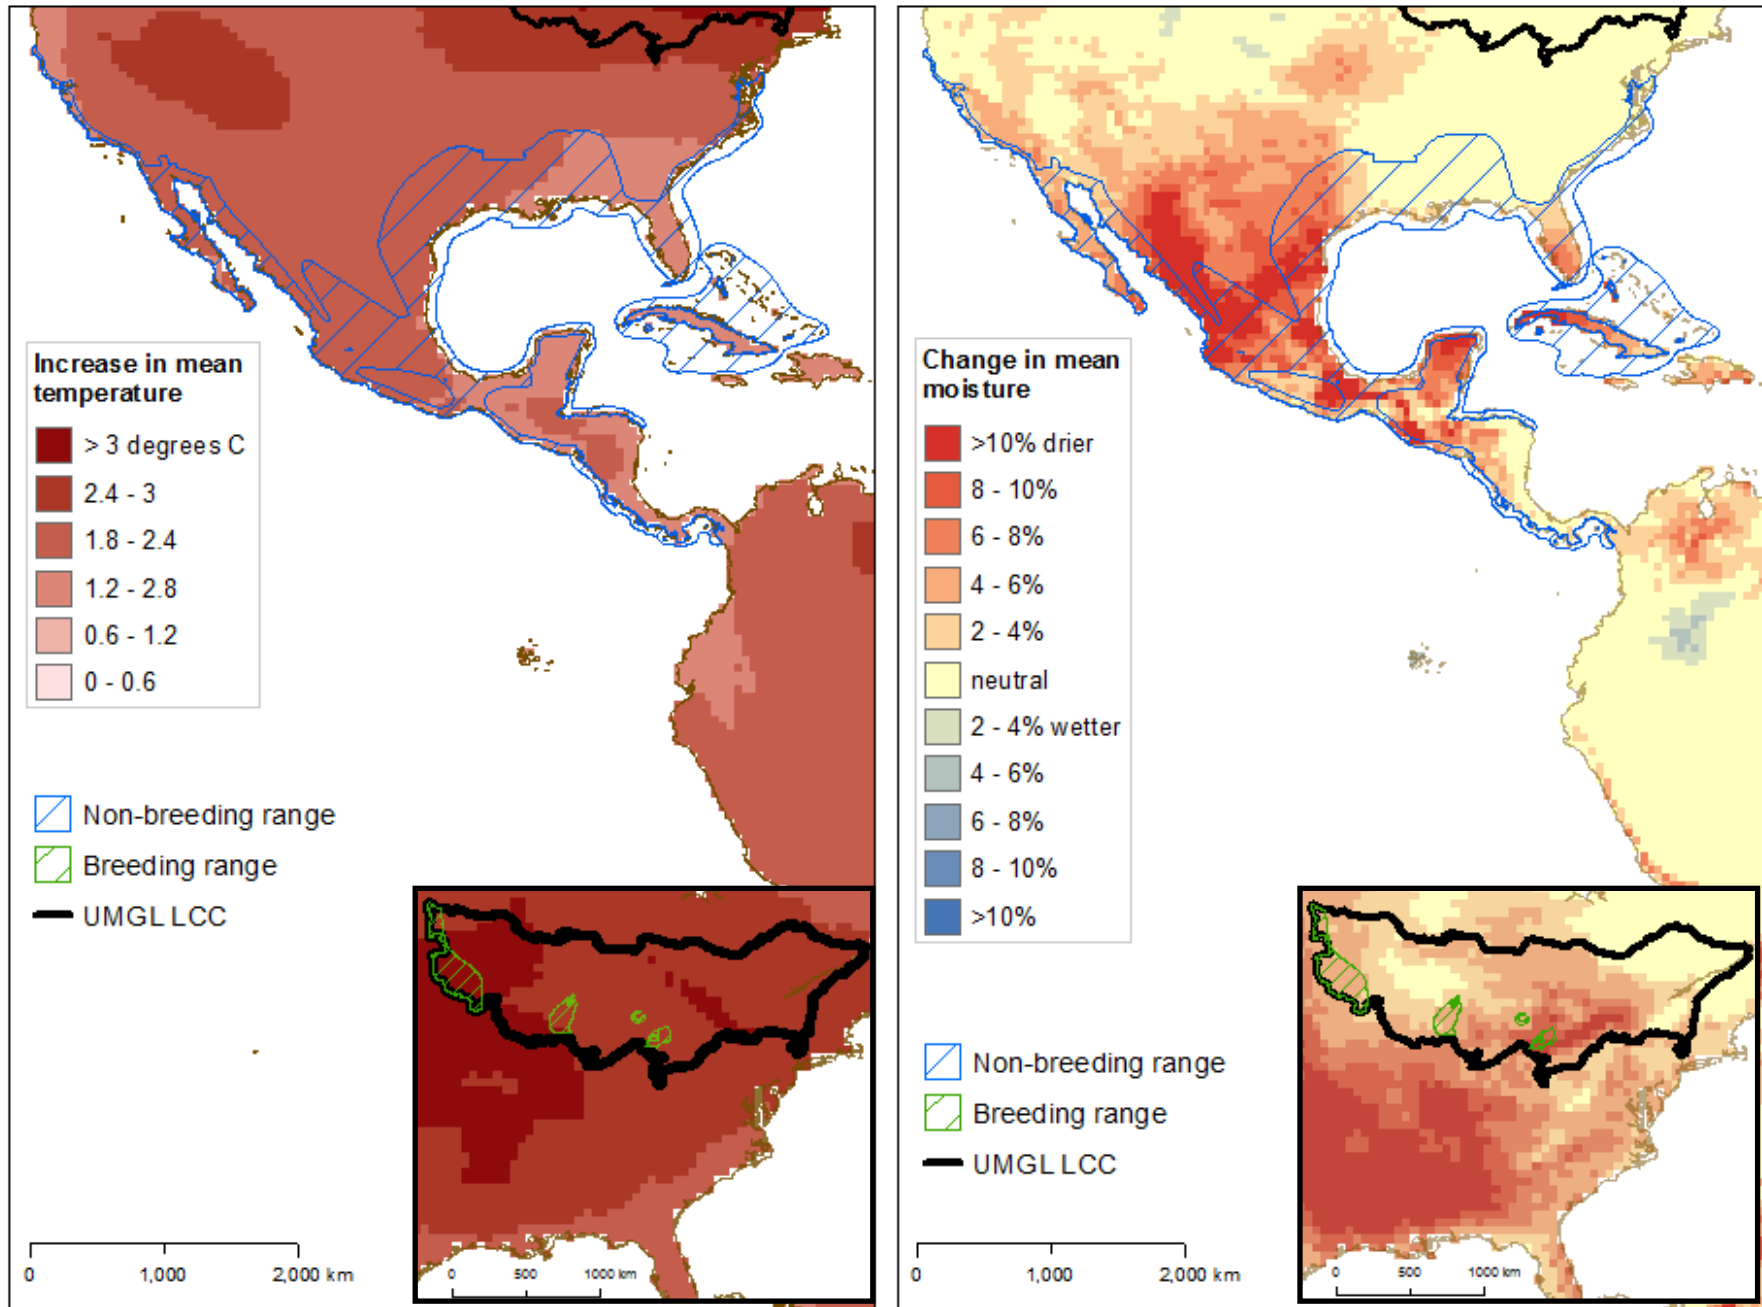 Increase in mean
temperature
> 3 degrees C
2.4 - 3
1.8 - 2.4
1.2 - 2.8
0.6 - 1.2
0 - 0.6
Non-breeding range
Breeding range
UMGL LCC
0 1,000 2,000 km
0 500 1000 km
Change in mean
moisture
>10% drier
8 - 10%
6 - 8%
4 - 6%
2 - 4%
neutral
2 - 4% wetter
4 - 6%
6 - 8%
8 - 10%
>10%
Non-breeding range
Breeding range
UMGL LCC
0 1,000 2,000 km
0 500 1000 km